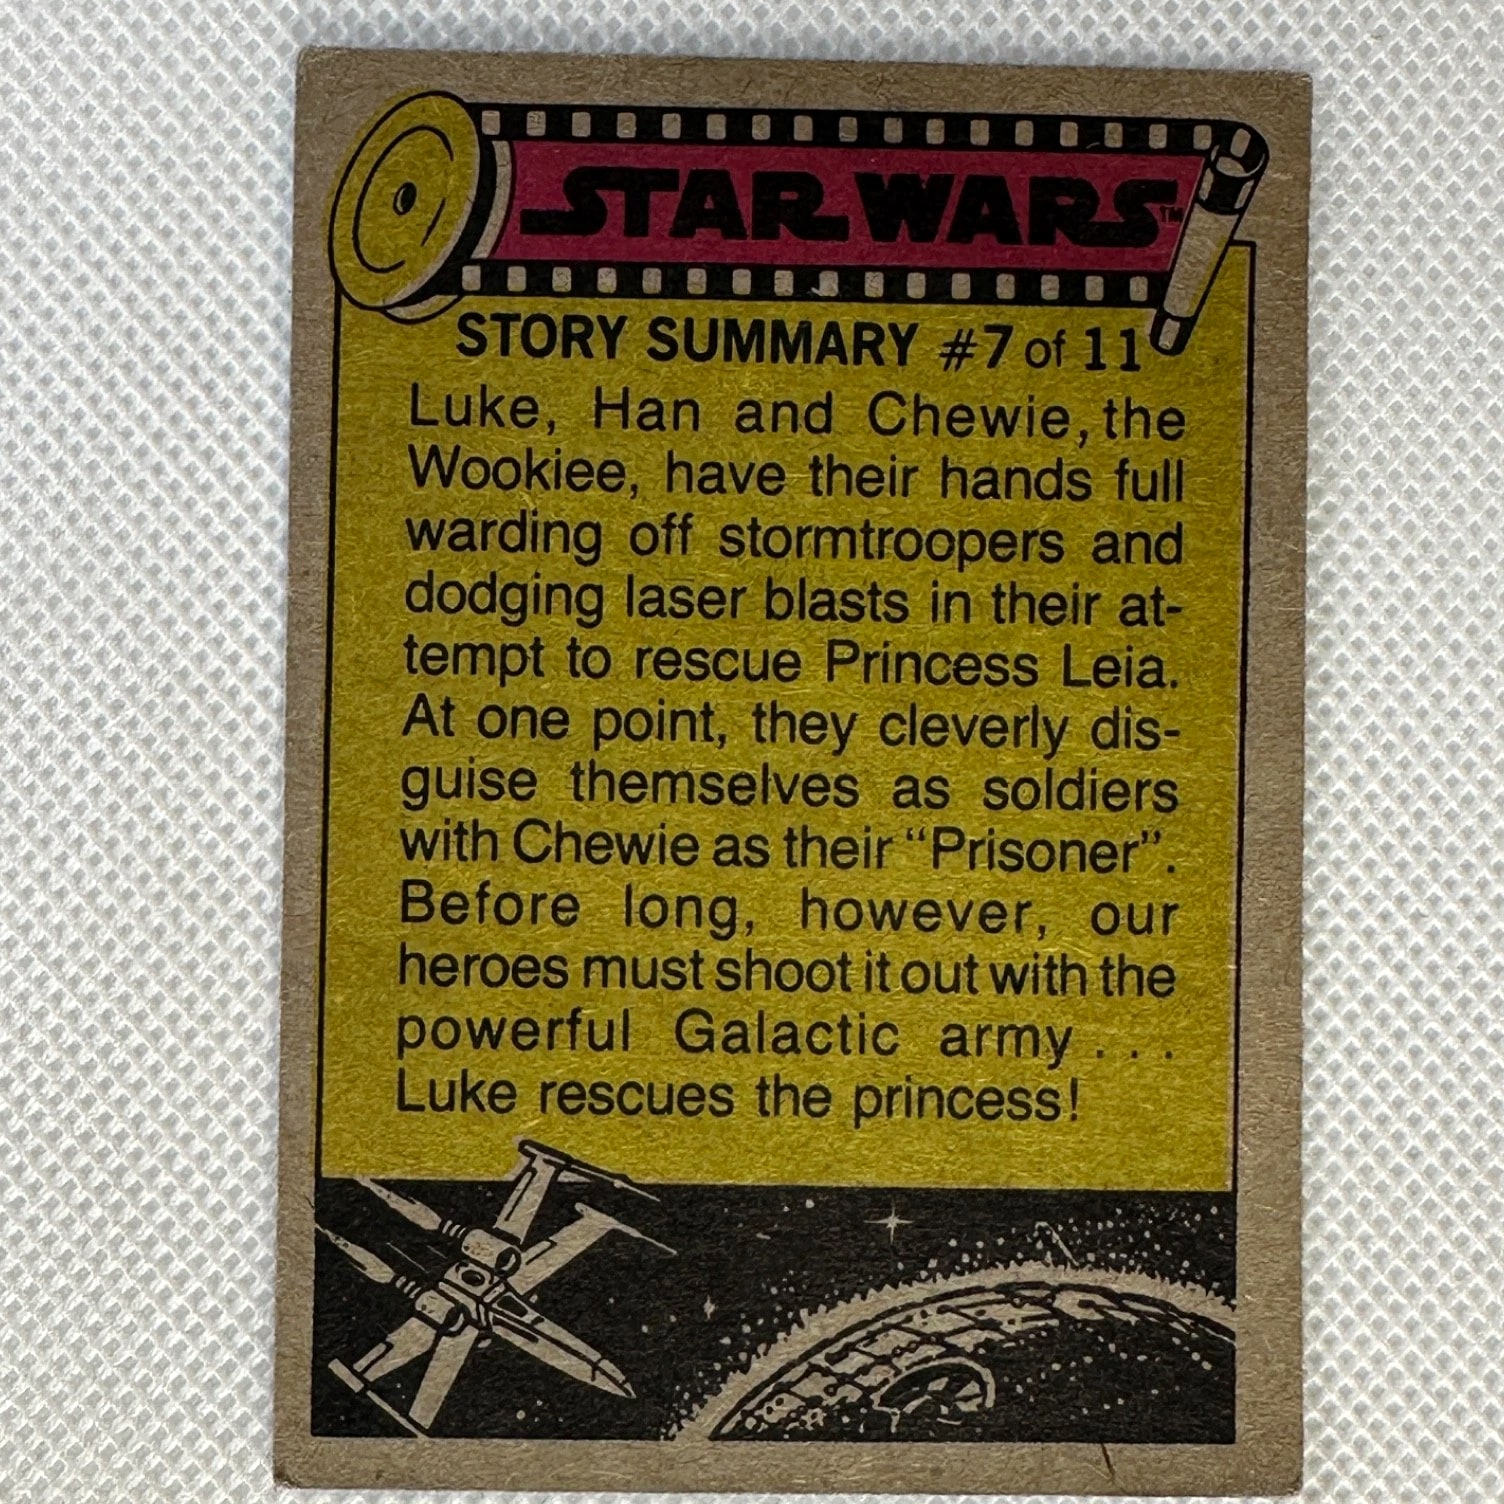 STAR WARS™
STORY SUMMARY #7 of 11
Luke, Han and Chewie, the
Wookiee, have their hands full
warding off stormtroopers and
dodging laser blasts in their at-
tempt to rescue Princess Leia.
At one point, they cleverly dis-
guise themselves as soldiers
with Chewie as their “Prisoner”.
Before long, however, our
heroes must shoot it out with the
powerful Galactic army . . .
Luke rescues the princess!